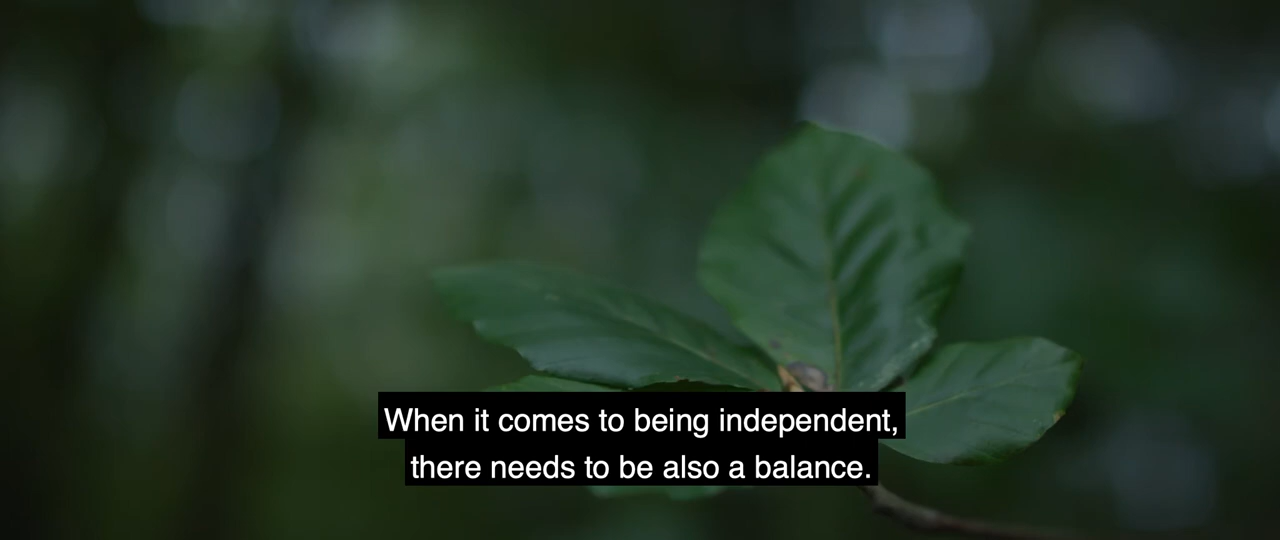 When it comes to being independent,
there needs to be also a balance.